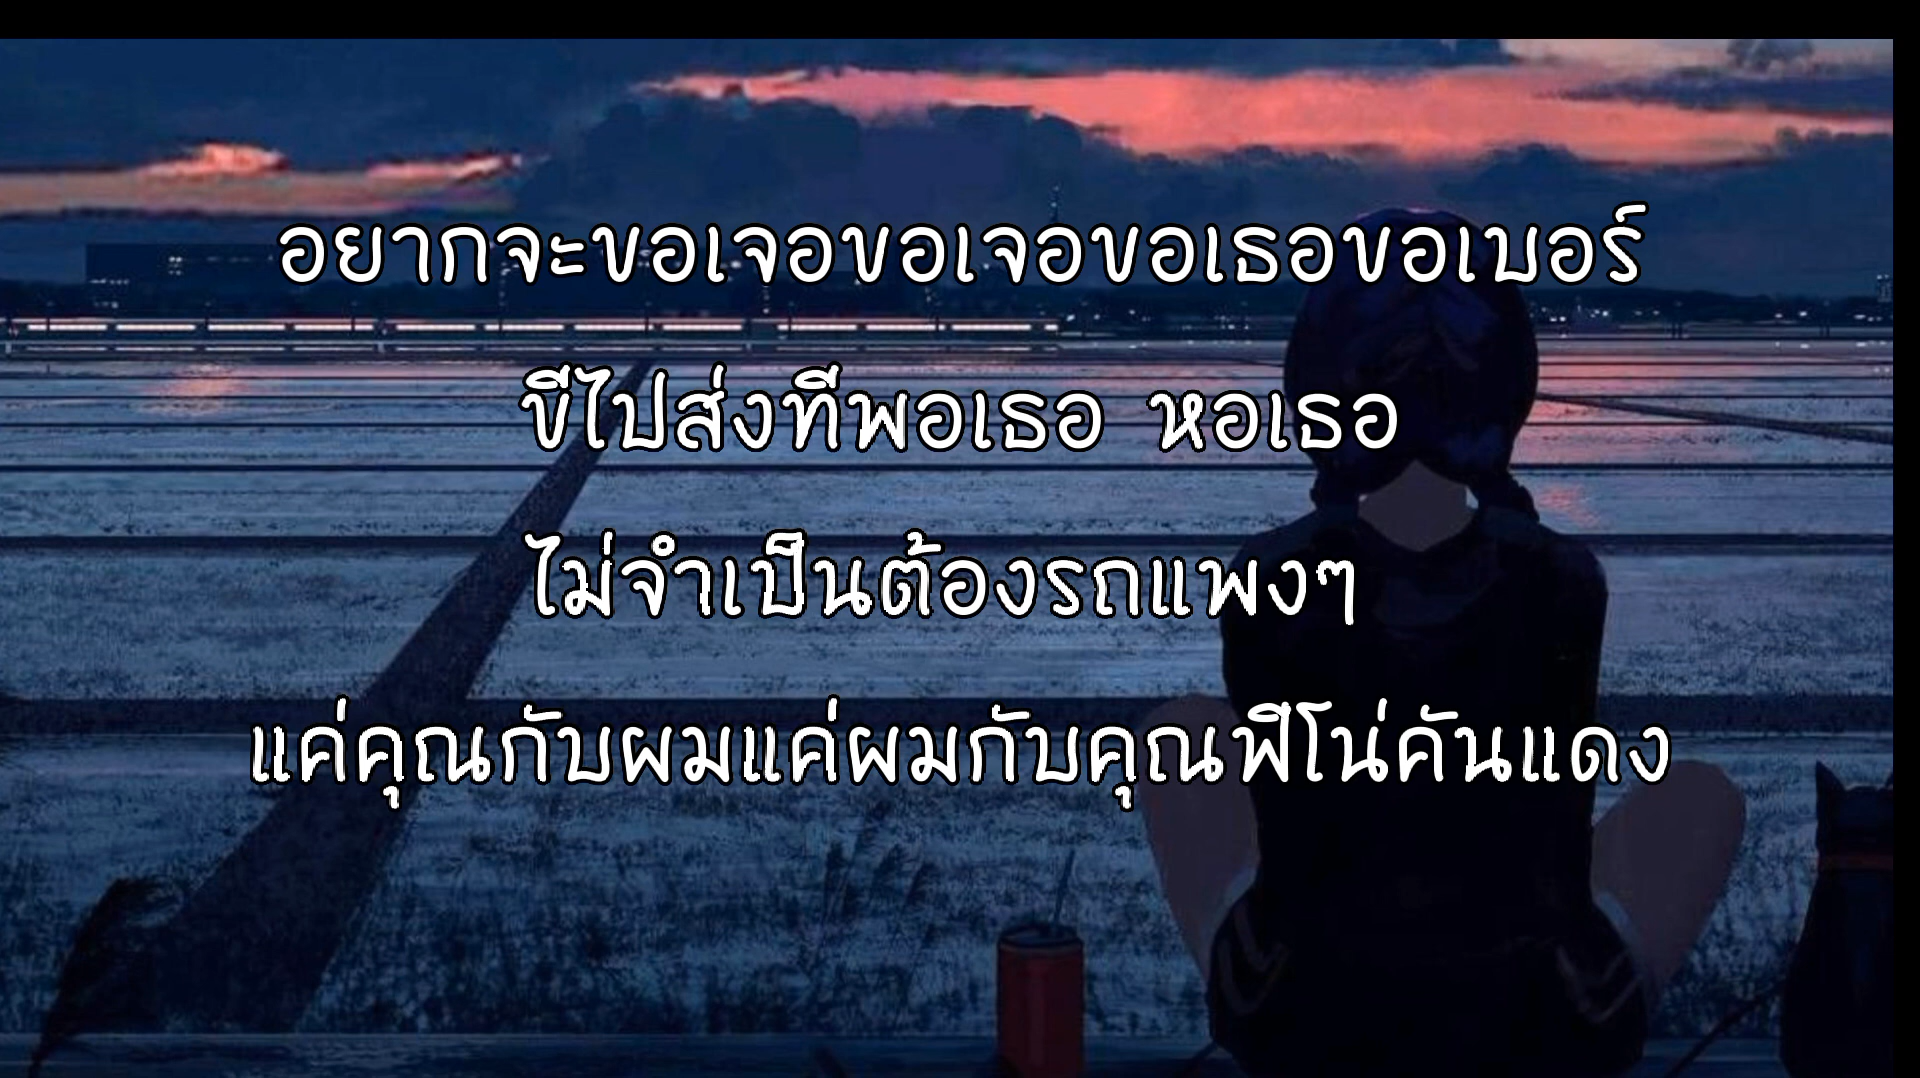 อยากจะขอเจอขอเจอขอเธอขอเบอร์
ขี่ไปส่งที่พอเธอ หอเธอ
ไม่จำเป็นต้องรถแพงๆ
แค่คุณกับผมแค่ผมกับคุณฟีโน่คันแดง